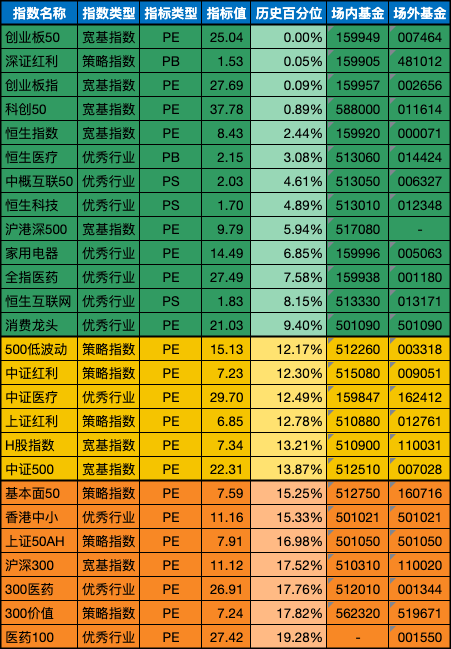 指数名称 指数类型 指标类型 指标值 历史百分位 场内基金 场外基金
创业板50 宽基指数 PE 25.04 0.00% 159949 007464
深证红利 策略指数 PB 1.53 0.05% 159905 481012
创业板指 宽基指数 PE 27.69 0.09% 159957 002656
科创50 宽基指数 PE 37.78 0.89% 588000 011614
恒生指数 宽基指数 PE 8.43 2.44% 159920 000071
恒生医疗 优秀行业 PB 2.15 3.08% 513060 014424
中概互联50 优秀行业 PS 2.03 4.61% 513050 006327
恒生科技 优秀行业 PS 1.70 4.89% 513010 012348
沪港深500 宽基指数 PE 9.79 5.94% 517080 -
家用电器 优秀行业 PE 14.49 6.85% 159996 005063
全指医药 优秀行业 PE 27.49 7.58% 159938 001180
恒生互联网 优秀行业 PS 1.83 8.15% 513330 013171
消费龙头 优秀行业 PE 21.03 9.40% 501090 501090
500低波动 策略指数 PE 15.13 12.17% 512260 003318
中证红利 策略指数 PE 7.23 12.30% 515080 009051
中证医疗 优秀行业 PE 29.70 12.49% 159847 162412
上证红利 策略指数 PE 6.85 12.78% 510880 012761
H股指数 宽基指数 PE 7.34 13.21% 510900 110031
中证500 宽基指数 PE 22.31 13.87% 512510 007028
基本面50 策略指数 PE 7.59 15.25% 512750 160716
香港中小 优秀行业 PE 11.16 15.33% 501021 501021
上证50AH 策略指数 PE 7.91 16.98% 501050 501050
沪深300 宽基指数 PE 11.12 17.52% 510310 110020
300医药 优秀行业 PE 26.91 17.76% 512010 001344
300价值 策略指数 PE 7.24 17.82% 562320 519671
医药100 优秀行业 PE 27.42 19.28% - 001550